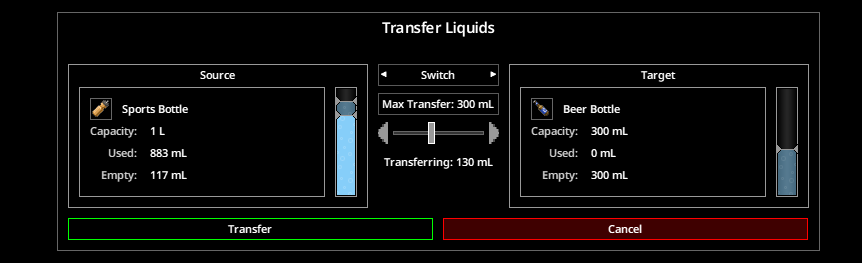 Transfer Liquids
Source
Sports Bottle
Capacity: 1 L
Used: 883 mL
Empty: 117 mL
Switch
Max Transfer: 300 mL
Transferring: 130 mL
Target
Beer Bottle
Capacity: 300 mL
Used: 0 mL
Empty: 300 mL
Transfer
Cancel